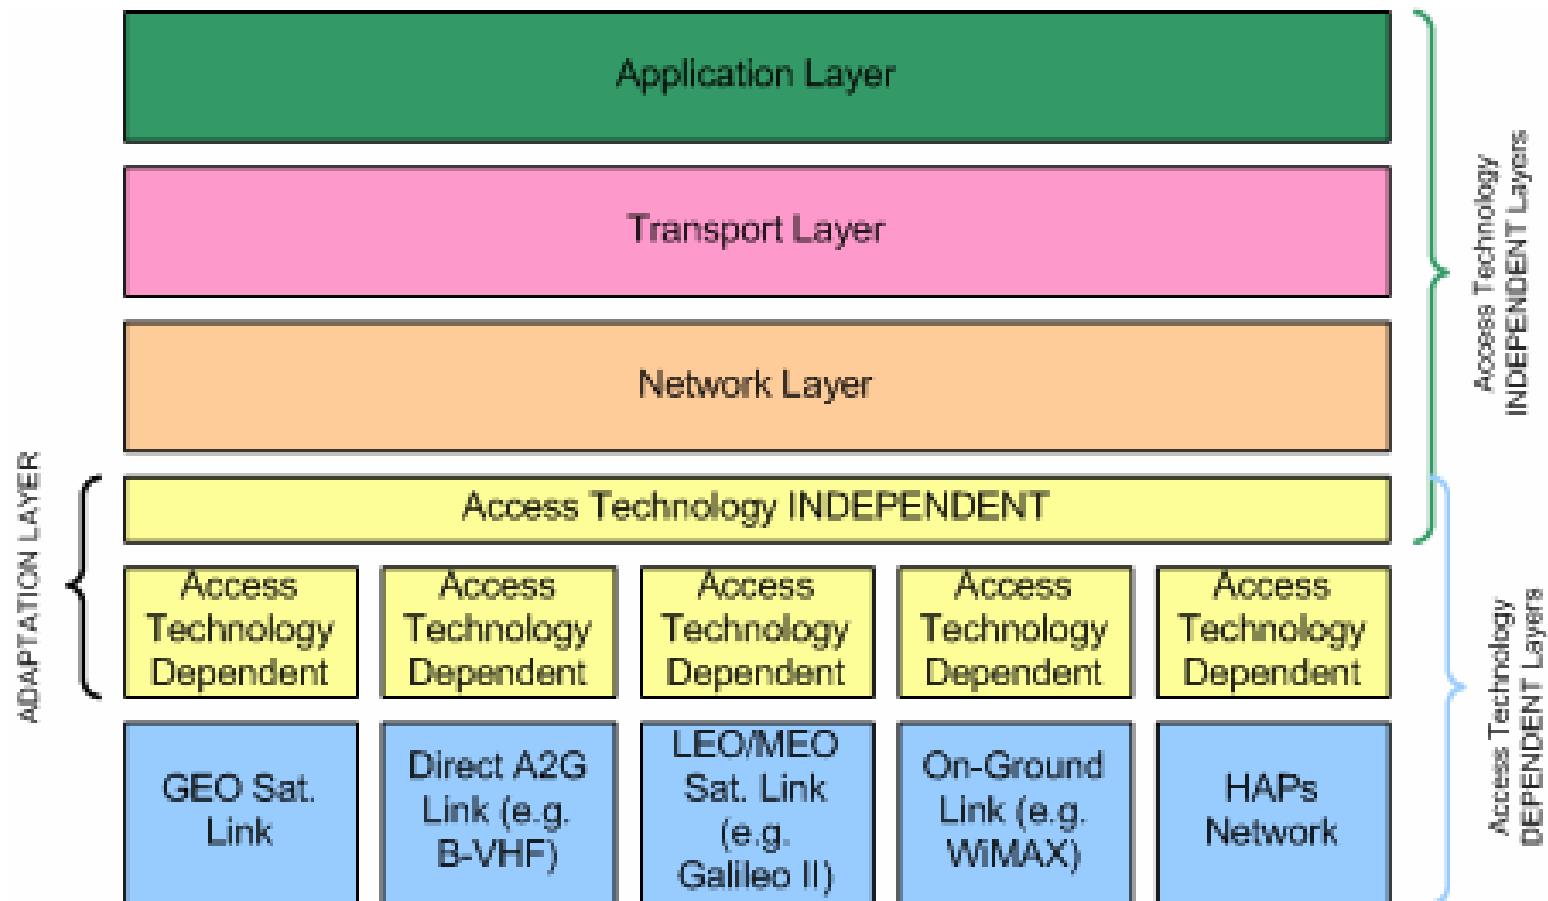 Application Layer
Transport Layer
Network Layer
Access Technology INDEPENDENT
Access
Technology
Dependent
Access
Technology
Dependent
Access
Technology
Dependent
Access
Technology
Dependent
Access
Technology
Dependent
GEO Sat.
Link
Direct A2G
Link (e.g.
B-VHF)
LEO/MEO
Sat. Link
(e.g.
Galileo II)
On-Ground
Link (e.g.
WiMAX)
HAPs
Network
ADAPTATION LAYER
Access Technology
INDEPENDENT Layers
Access Technology
DEPENDENT Layers